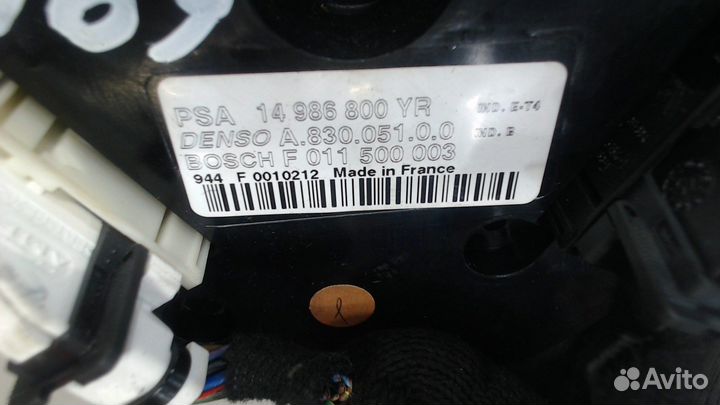 PSA 14 986 800 YR IND. E-T4
DENSO A.830.051.0.0 IND. B
BOSCH F 011 500 003
944 F 0010212 Made in France
Avito